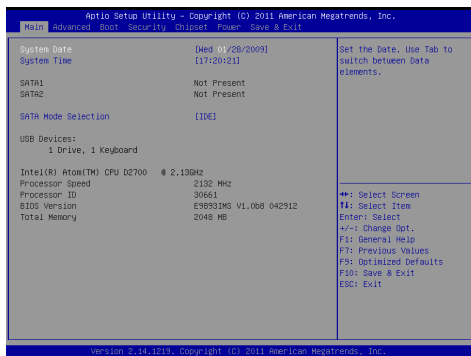 Aptio Setup Utility - Copyright (C) 2011 American Megatrends, Inc.
Main Advanced Boot Security Chipset Power Save & Exit
System Date [Wed 01/28/2009]
System Time [17:20:21]
SATA1 Not Present
SATA2 Not Present
SATA Mode Selection [IDE]
USB Devices:
1 Drive, 1 Keyboard
Intel(R) Atom(TM) CPU D2700 @ 2.13GHz
Processor Speed 2132 MHz
Processor ID 30661
BIOS Version E9893IMS V1.0b8 042912
Total Memory 2048 MB
Set the Date. Use Tab to
switch between Data
elements.
↔: Select Screen
↑↓: Select Item
Enter: Select
+/-: Change Opt.
F1: General Help
F7: Previous Values
F9: Optimized Defaults
F10: Save & Exit
ESC: Exit
Version 2.14.1219. Copyright (C) 2011 American Megatrends, Inc.